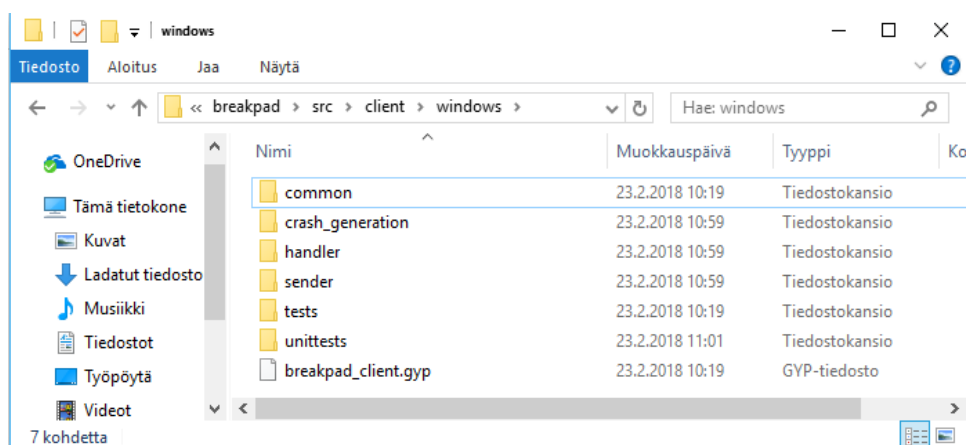 windows
Tiedosto Aloitus Jaa Näytä
« breakpad > src > client > windows > Hae: windows
OneDrive
Tämä tietokone
Kuvat
Ladatut tiedosto
Musiikki
Tiedostot
Työpöytä
Videot
Nimi Muokkauspäivä Tyyppi Ko
common 23.2.2018 10:19 Tiedostokansio
crash_generation 23.2.2018 10:59 Tiedostokansio
handler 23.2.2018 10:59 Tiedostokansio
sender 23.2.2018 10:59 Tiedostokansio
tests 23.2.2018 10:19 Tiedostokansio
unittests 23.2.2018 11:01 Tiedostokansio
breakpad_client.gyp 23.2.2018 10:19 GYP-tiedosto
7 kohdetta